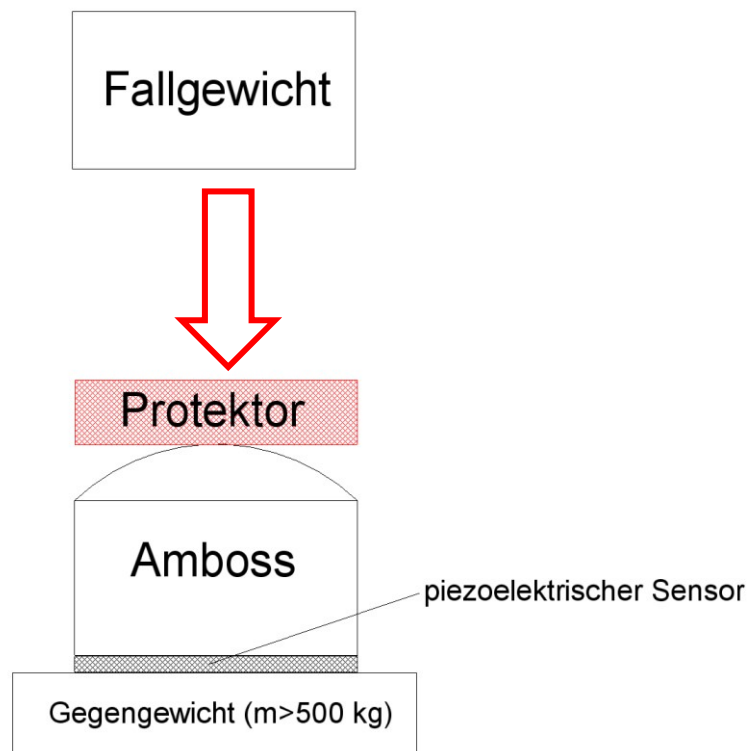 Fallgewicht
Protektor
Amboss
piezoelektrischer Sensor
Gegengewicht (m>500 kg)